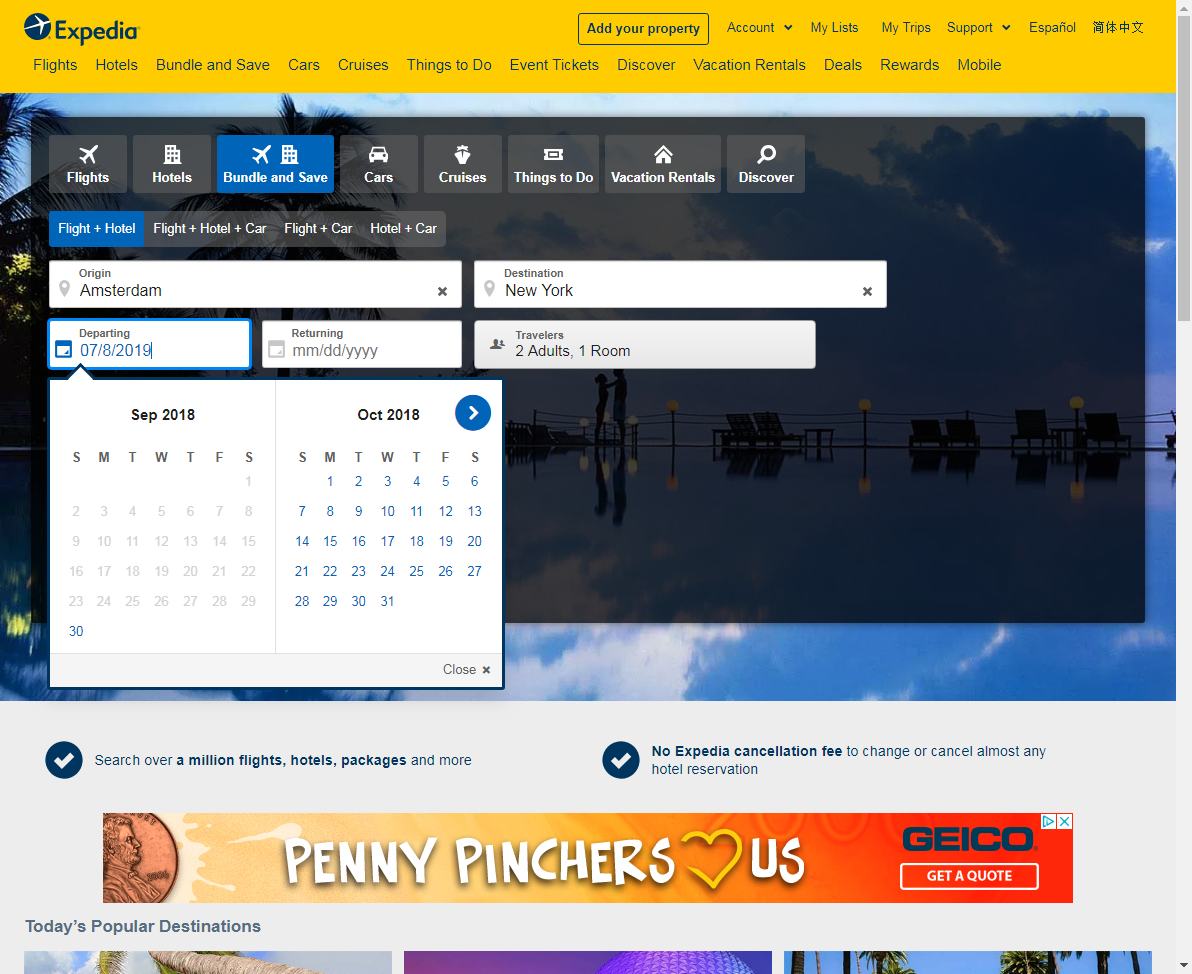 Expedia
Add your property
Account
My Lists
My Trips
Support
Español
简体中文
Flights Hotels Bundle and Save Cars Cruises Things to Do Event Tickets Discover Vacation Rentals Deals Rewards Mobile
Flights Hotels Bundle and Save Cars Cruises Things to Do Vacation Rentals Discover
Flight + Hotel Flight + Hotel + Car Flight + Car Hotel + Car
Origin
Amsterdam
Destination
New York
Departing
07/8/2019
Returning
mm/dd/yyyy
Travelers
2 Adults, 1 Room
Sep 2018
S M T W T F S
1
2 3 4 5 6 7 8
9 10 11 12 13 14 15
16 17 18 19 20 21 22
23 24 25 26 27 28 29
30
Oct 2018
S M T W T F S
1 2 3 4 5 6
7 8 9 10 11 12 13
14 15 16 17 18 19 20
21 22 23 24 25 26 27
28 29 30 31
Close
Search over a million flights, hotels, packages and more
No Expedia cancellation fee to change or cancel almost any
hotel reservation
PENNY PINCHERS US
GEICO
GET A QUOTE
Today's Popular Destinations